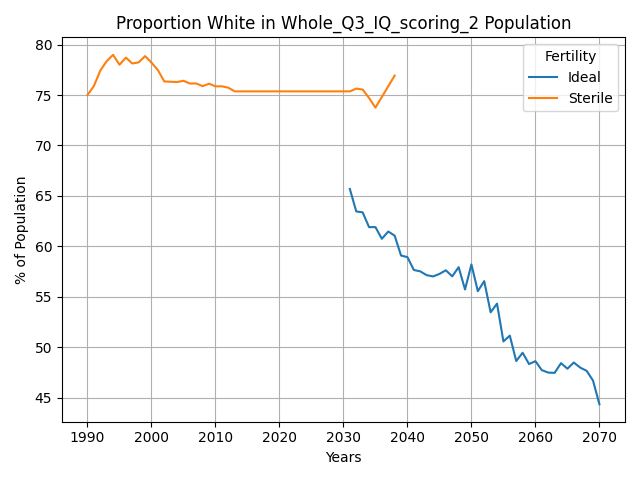 Proportion White in Whole_Q3_IQ_scoring_2 Population
Fertility
Ideal
Sterile
% of Population
80
75
70
65
60
55
50
45
1990 2000 2010 2020 2030 2040 2050 2060 2070
Years